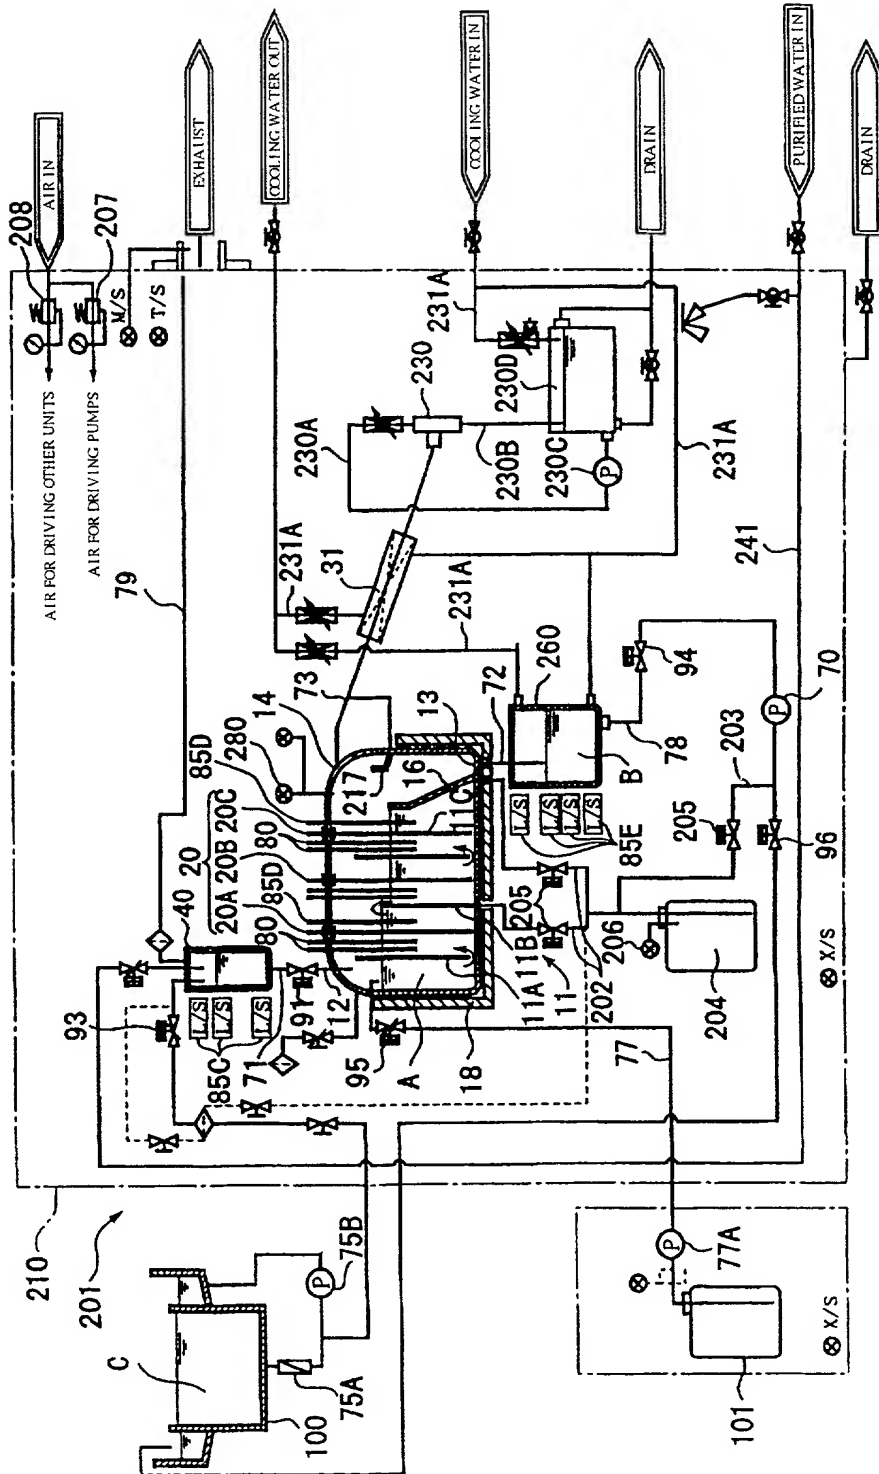 AIR IN
EXHAUST
COOLING WATER OUT
COOLING WATER IN
DRAIN
PURIFIED WATER IN
DRAIN
208
207
M/S
T/S
AIR FOR DRIVING OTHER UNITS
AIR FOR DRIVING PUMPS
79
230A
230
230B
230C
230D
231A
231A
231A
231A
31
241
73
14
280
85D
20
20C
80
20B
85D
20A
80
40
217
16
13
11C
72
260
B
78
94
70
203
205
96
L/S
L/S
L/S
L/S
85E
93
L/S
L/S
L/S
85C
71
91
12
95
A
18
11A
11B
11
202
205
206
204
X/S
77
210
201
C
100
75A
75B
77A
101
X/S